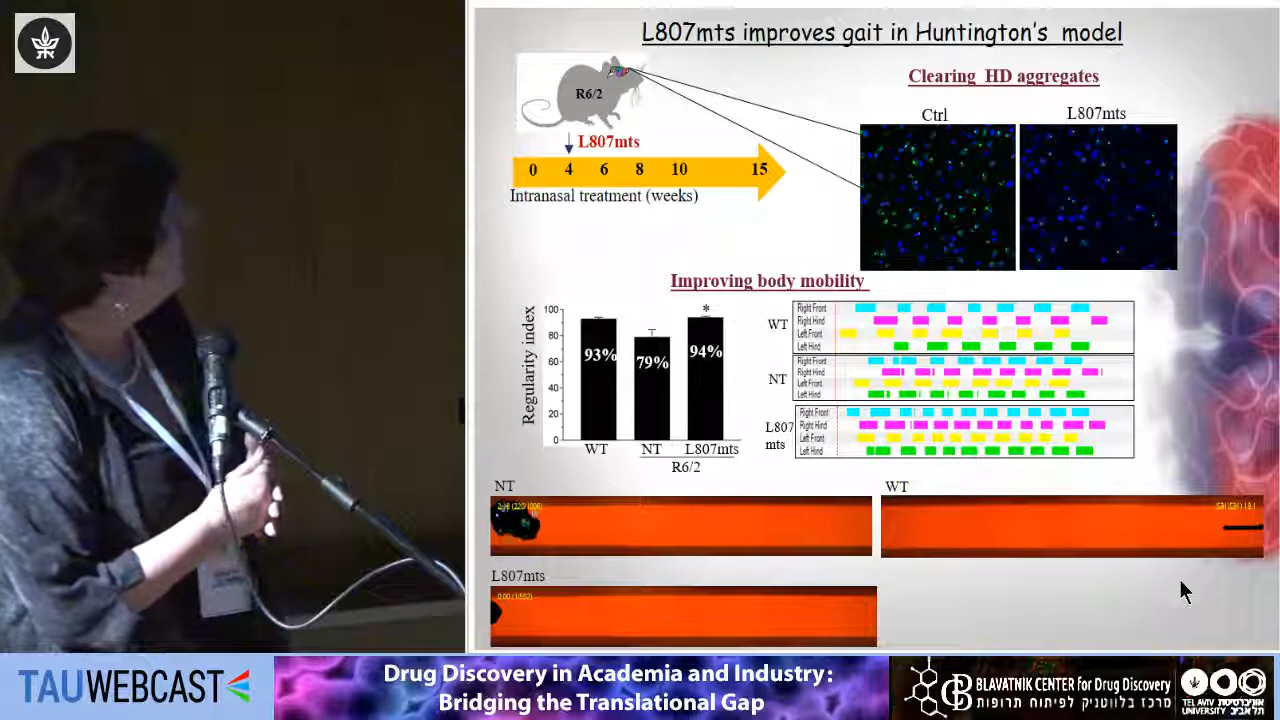 L807mts improves gait in Huntington's model
R6/2
L807mts
0 4 6 8 10 15
Intranasal treatment (weeks)
Clearing HD aggregates
Ctrl
L807mts
Improving body mobility
Regularity index
100
80
60
40
20
0
93%
79%
94%
*
WT
NT
L807mts
R6/2
WT
Right Front
Right Hind
Left Front
Left Hind
NT
Right Front
Right Hind
Left Front
Left Hind
L807
mts
Right Front
Right Hind
Left Front
Left Hind
NT
WT
L807mts
TAUWEBCAST
Drug Discovery in Academia and Industry:
Bridging the Translational Gap
BLAVATNIK CENTER for Drug Discovery
מרכז בלווטניק לפיתוח תרופות
TEL AVIV
UNIVERSITY
אוניברסיטת
תל אביב